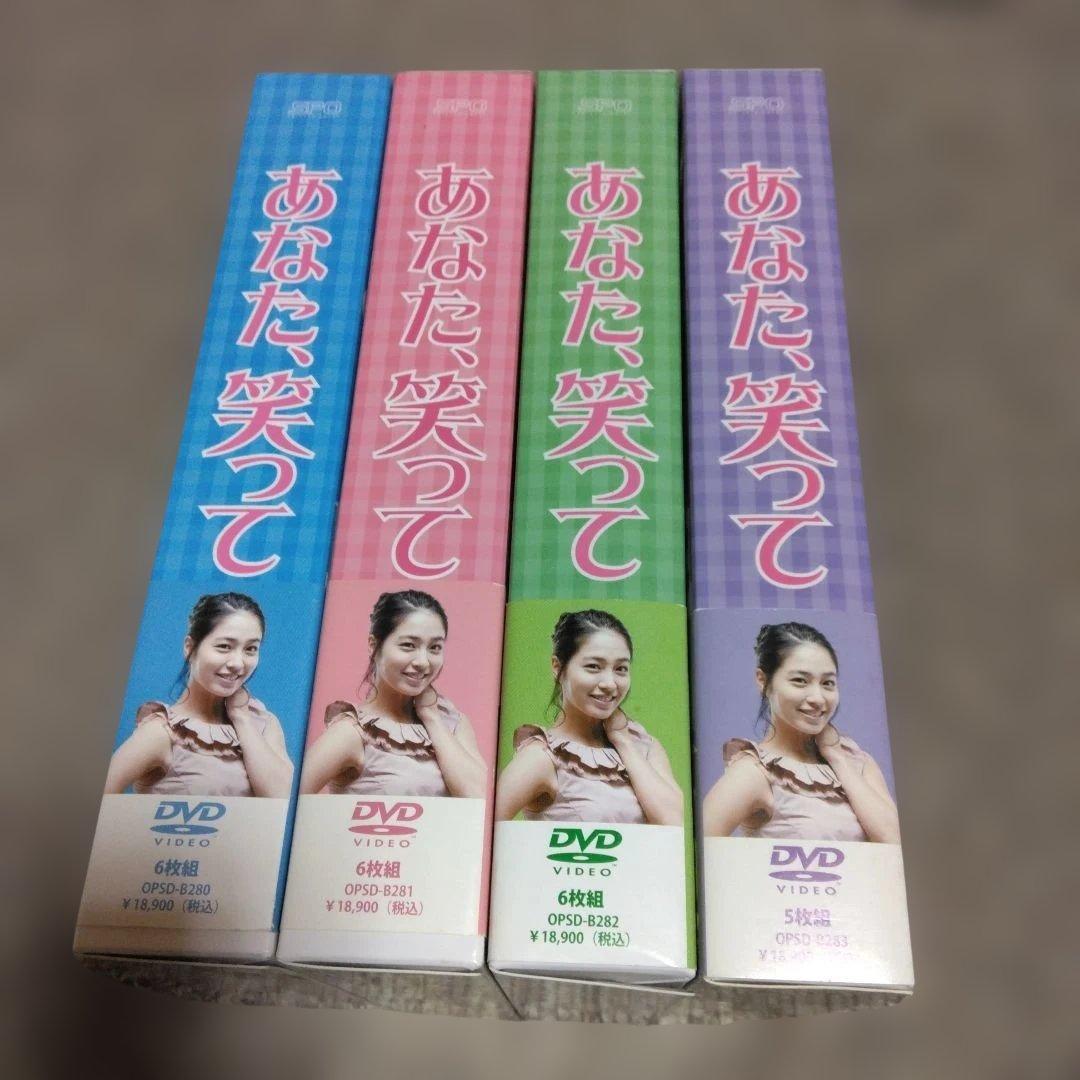 SPO
あなた、笑って
DVD
VIDEO
6枚組
OPSD-B280
￥18,900（税込）
SPO
あなた、笑って
DVD
VIDEO
6枚組
OPSD-B281
￥18,900（税込）
SPO
あなた、笑って
DVD
VIDEO
6枚組
OPSD-B282
￥18,900（税込）
SPO
あなた、笑って
DVD
VIDEO
5枚組
OPSD-B283